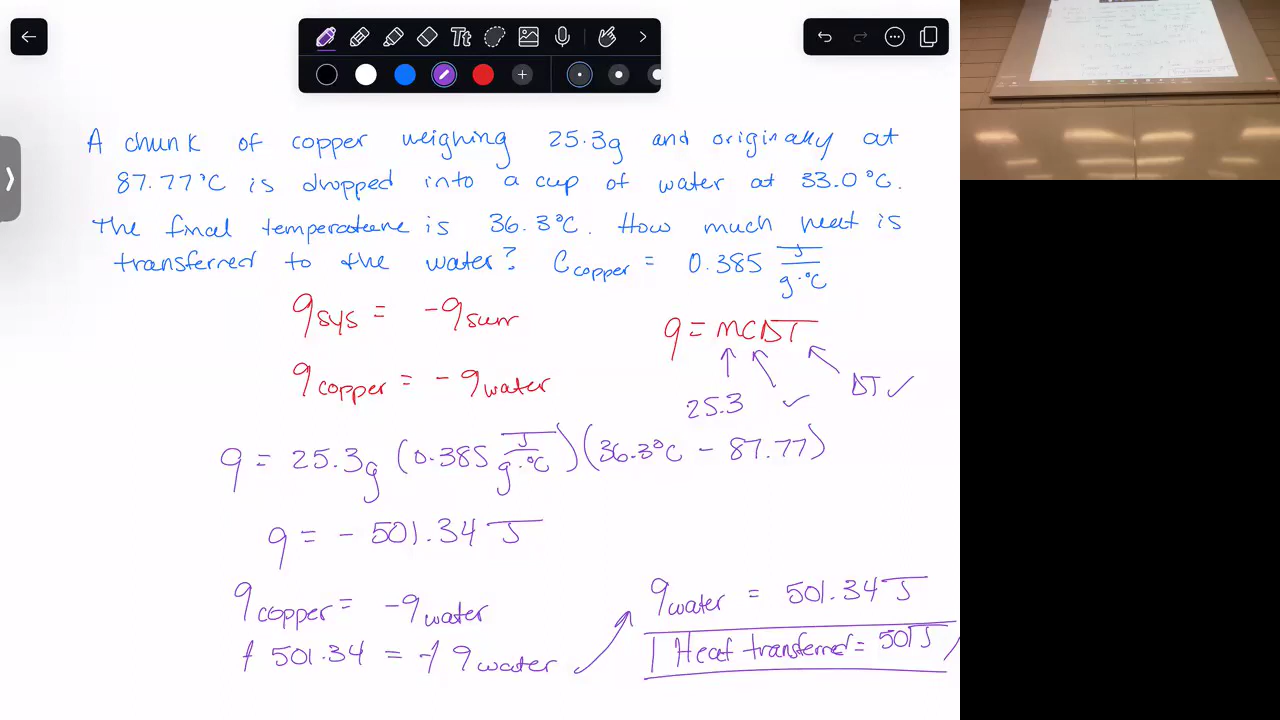 A chunk of copper weighing 25.3g and originally at
87.77°C is dropped into a cup of water at 33.0°C.
The final temperature is 36.3°C. How much heat is
transferred to the water? Ccopper = 0.385 J/g·°C
qsys = -qsurr
q = mCΔT
qcopper = -qwater
25.3 ✓ ΔT ✓
q = 25.3g (0.385 J/g·°C)(36.3°C - 87.77)
q = - 501.34 J
qcopper = -qwater
qwater = 501.34 J
-501.34 = -qwater
Heat transferred = 501J
Tt